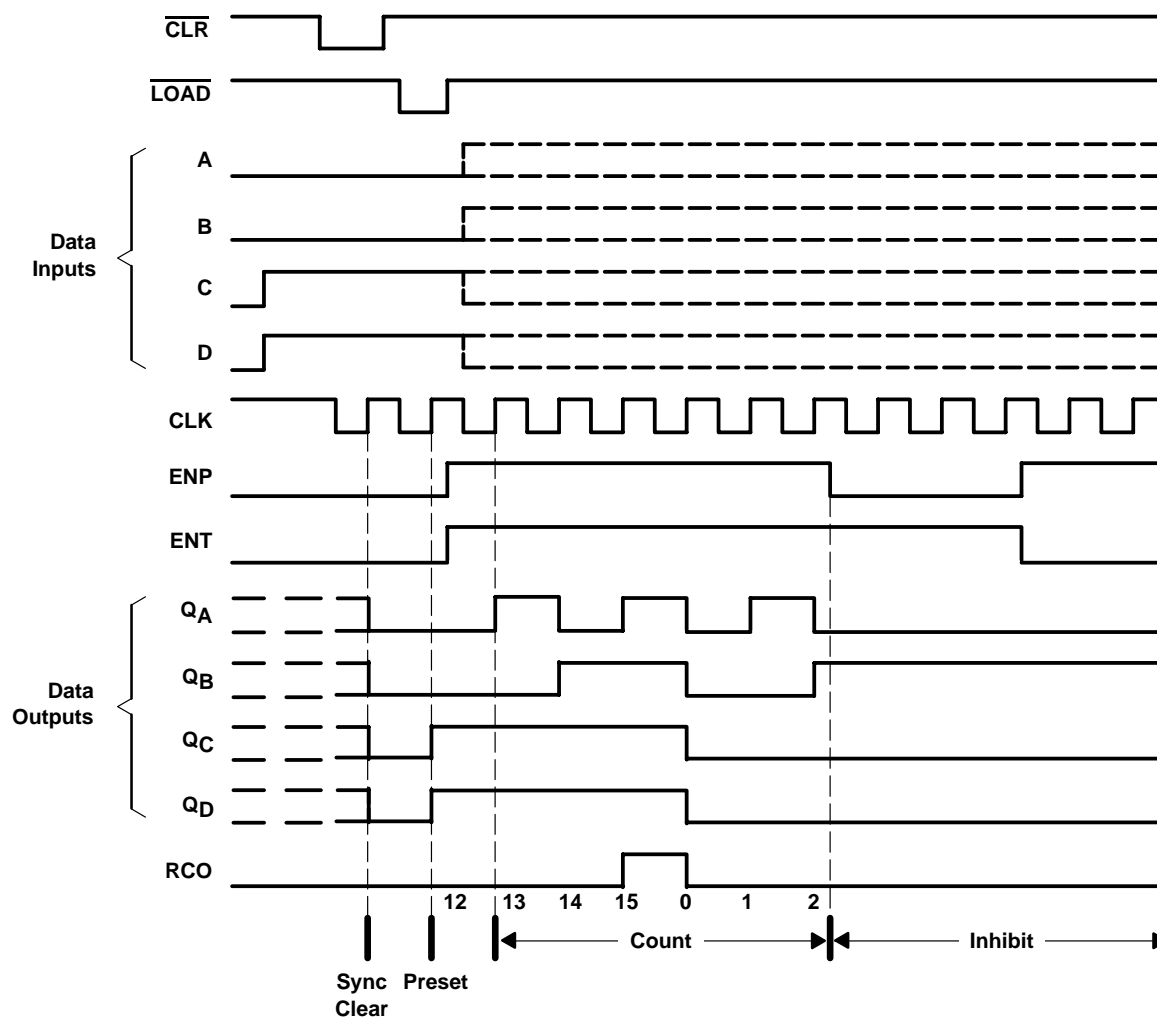 CLR
LOAD
A
B
Data
Inputs
C
D
CLK
ENP
ENT
QA
QB
Data
Outputs
QC
QD
RCO
12 13 14 15 0 1 2
Count Inhibit
Sync Preset
Clear